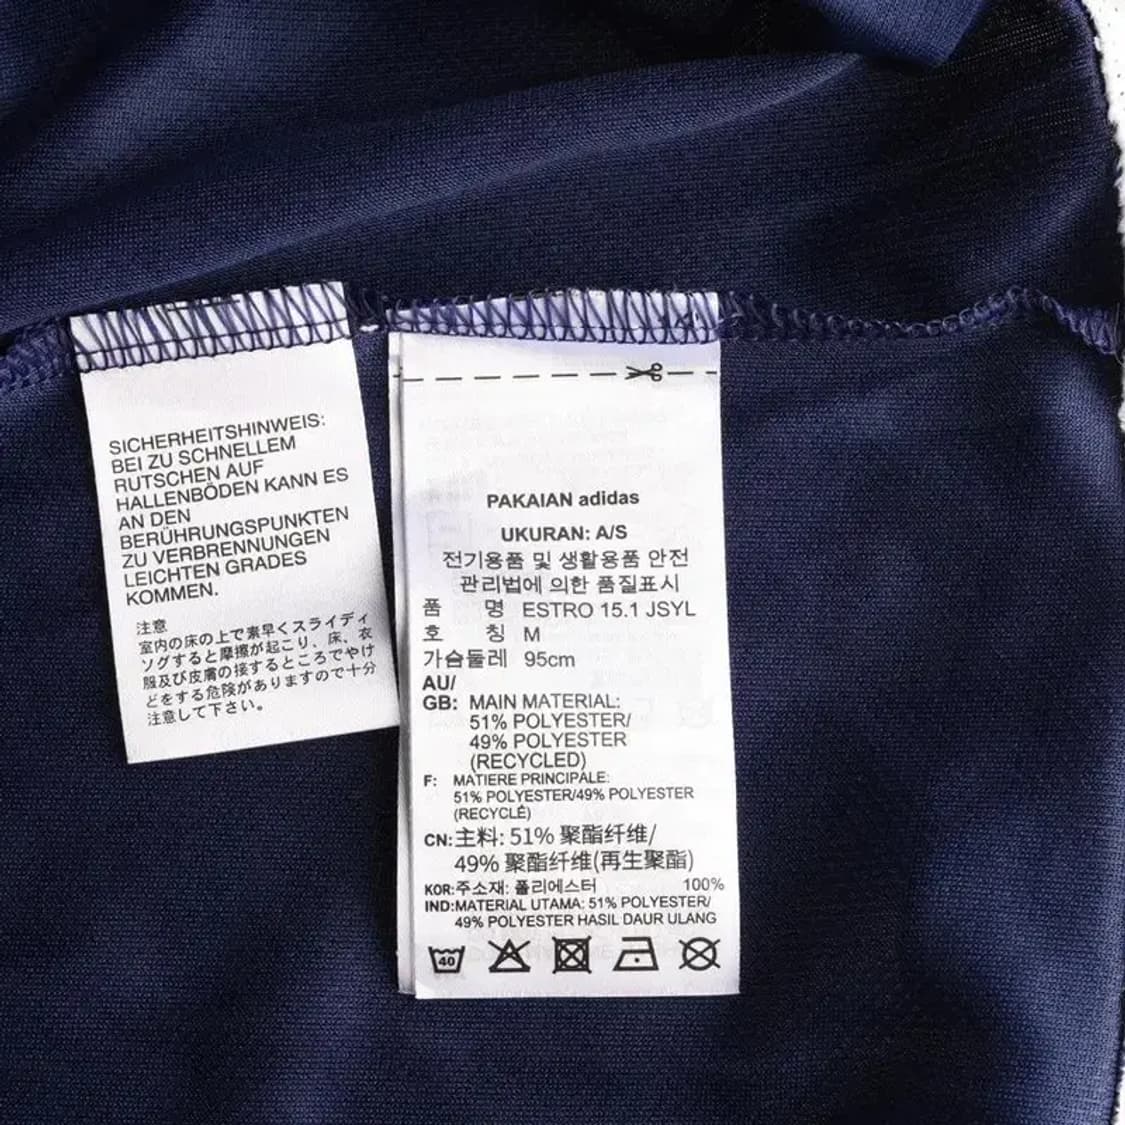 SICHERHEITSHINWEIS:
BEI ZU SCHNELLEM
RUTSCHEN AUF
HALLENBÖDEN KANN ES
AN DEN
BERÜHRUNGSPUNKTEN
ZU VERBRENNUNGEN
LEICHTEN GRADES
KOMMEN.
注意
室内の床の上で素早くスライディ
ングすると摩擦が起こり、床、衣
服及び皮膚の接するところでやけ
どをする危険がありますので十分
注意して下さい。
PAKAIAN adidas
UKURAN: A/S
전기용품 및 생활용품 안전
관리법에 의한 품질표시
품 명 ESTRO 15.1 JSYL
호 칭 M
가슴둘레 95cm
AU/
GB: MAIN MATERIAL:
51% POLYESTER/
49% POLYESTER
(RECYCLED)
F: MATIERE PRINCIPALE:
51% POLYESTER/49% POLYESTER
(RECYCLÉ)
CN:主料: 51% 聚酯纤维/
49% 聚酯纤维(再生聚酯)
KOR:주소재: 폴리에스터 100%
IND:MATERIAL UTAMA: 51% POLYESTER/
49% POLYESTER HASIL DAUR ULANG
40